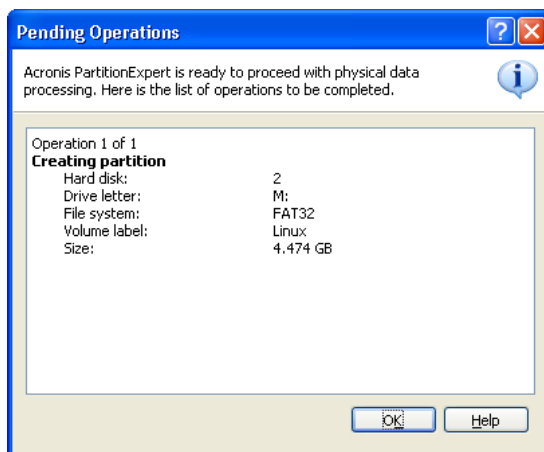 Pending Operations
Acronis PartitionExpert is ready to proceed with physical data
processing. Here is the list of operations to be completed.
Operation 1 of 1
Creating partition
Hard disk: 2
Drive letter: M:
File system: FAT32
Volume label: Linux
Size: 4.474 GB
OK Help